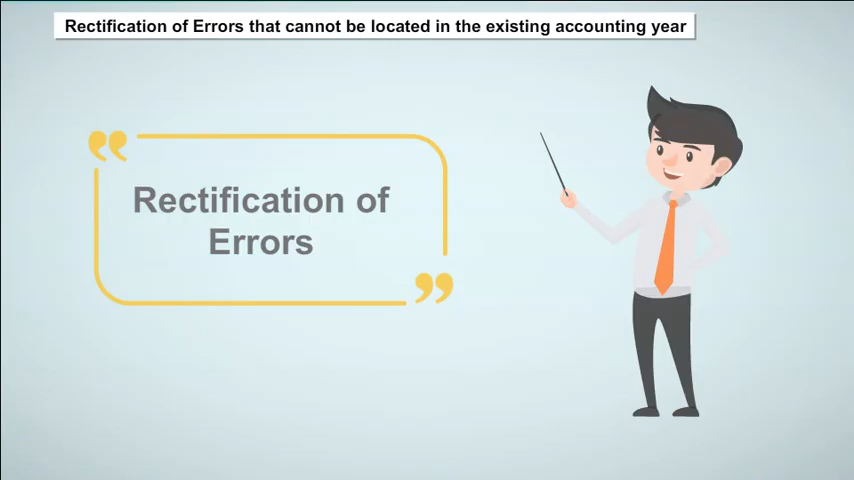 Rectification of Errors that cannot be located in the existing accounting year
Rectification of
Errors